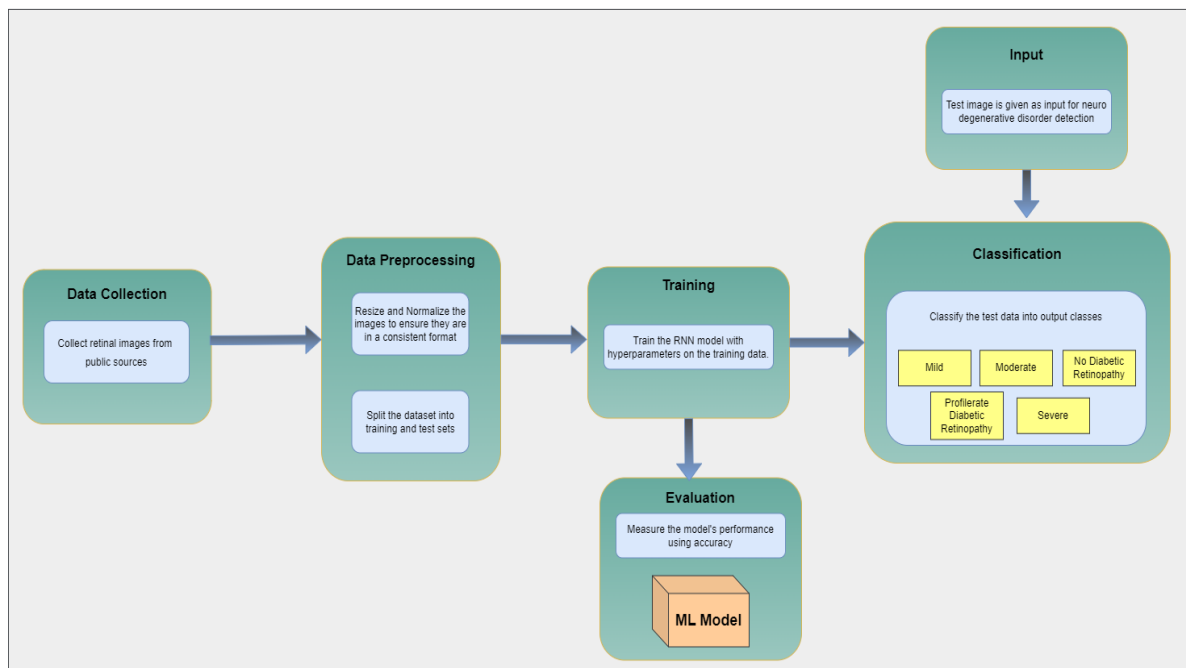 Data Collection
Collect retinal images from
public sources
Data Preprocessing
Resize and Normalize the
images to ensure they are
in a consistent format
Split the dataset into
training and test sets
Training
Train the RNN model with
hyperparameters on the training data.
Evaluation
Measure the model's performance
using accuracy
ML Model
Input
Test image is given as input for neuro
degenerative disorder detection
Classification
Classify the test data into output classes
Mild
Moderate
No Diabetic
Retinopathy
Profilerate
Diabetic
Retinopathy
Severe